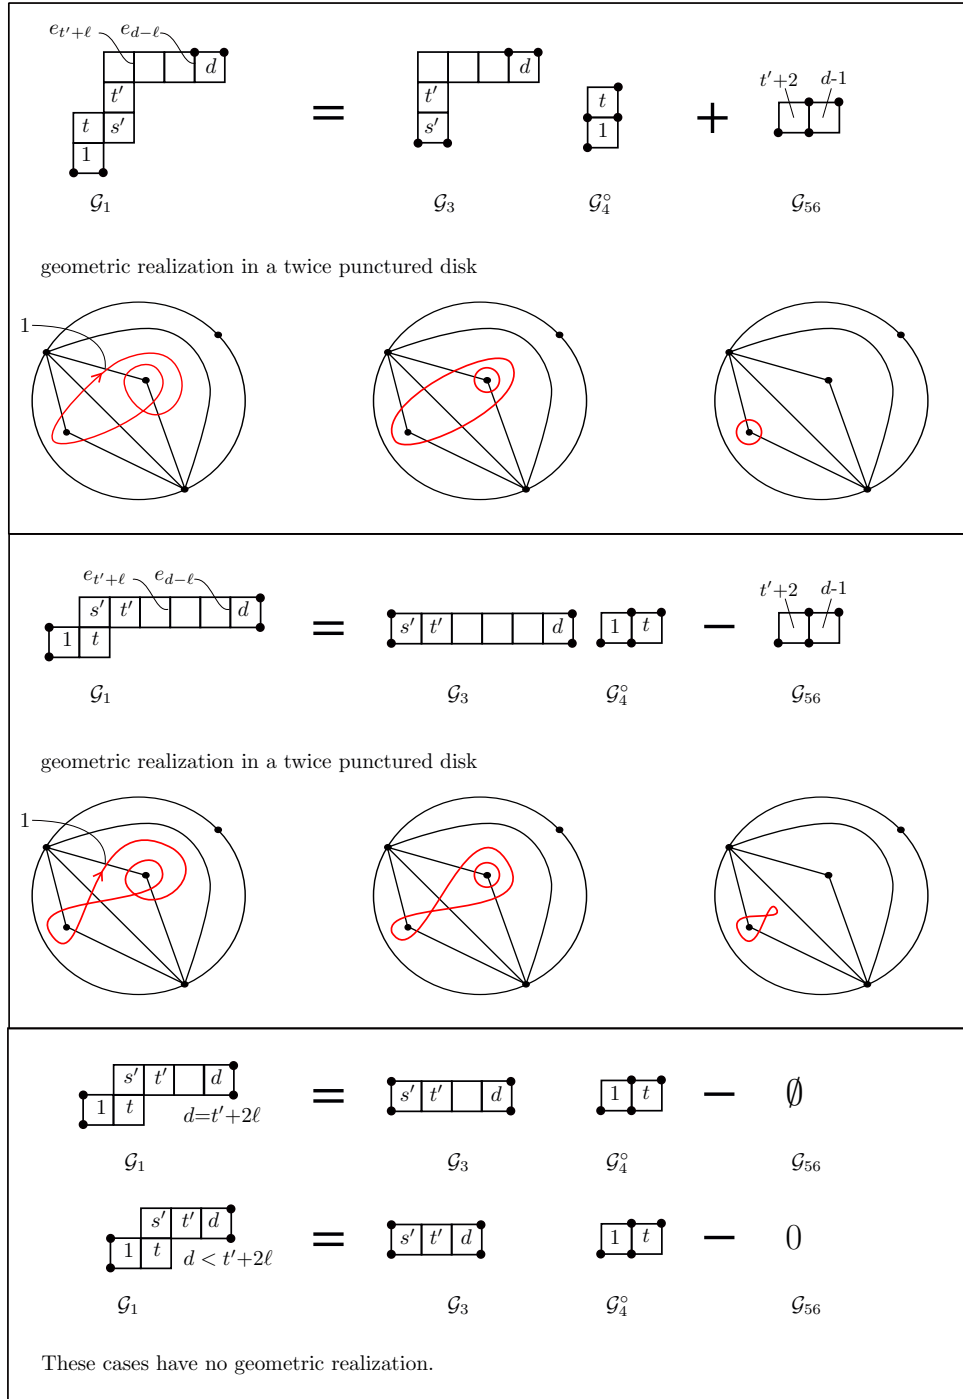 e_{t'+ℓ} e_{d−ℓ}
d
t'
t s'
1
=
d
t'
s'
t
1
+
t'+2 d-1
𝒢₁ 𝒢₃ 𝒢₄° 𝒢₅₆
geometric realization in a twice punctured disk
1
e_{t'+ℓ} e_{d−ℓ}
s' t' d
1 t
=
s' t' d
1 t
−
t'+2 d-1
𝒢₁ 𝒢₃ 𝒢₄° 𝒢₅₆
geometric realization in a twice punctured disk
1
s' t' d
1 t
d=t'+2ℓ
=
s' t' d
1 t
− ∅
𝒢₁ 𝒢₃ 𝒢₄° 𝒢₅₆
s' t' d
1 t
d < t'+2ℓ
=
s' t' d
1 t
− 0
𝒢₁ 𝒢₃ 𝒢₄° 𝒢₅₆
These cases have no geometric realization.